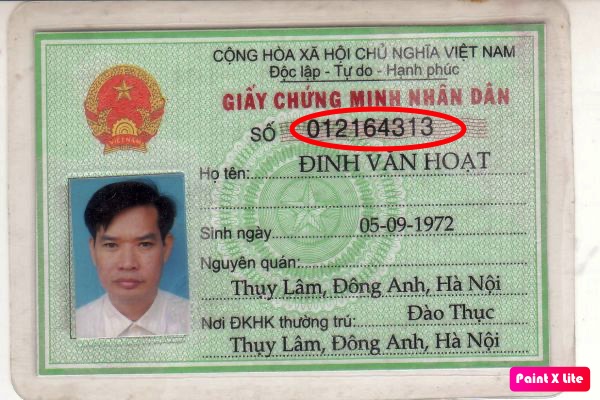 CỘNG HÒA XÃ HỘI CHỦ NGHĨA VIỆT NAM
Độc lập - Tự do - Hạnh phúc
GIẤY CHỨNG MINH NHÂN DÂN
SỐ 012164313
Họ tên: ĐINH VĂN HOẠT
Sinh ngày 05-09-1972
Nguyên quán:
Thụy Lâm, Đông Anh, Hà Nội
Nơi ĐKHK thường trú: Đào Thục
Thụy Lâm, Đông Anh, Hà Nội
VIỆT NAM
Paint X Lite